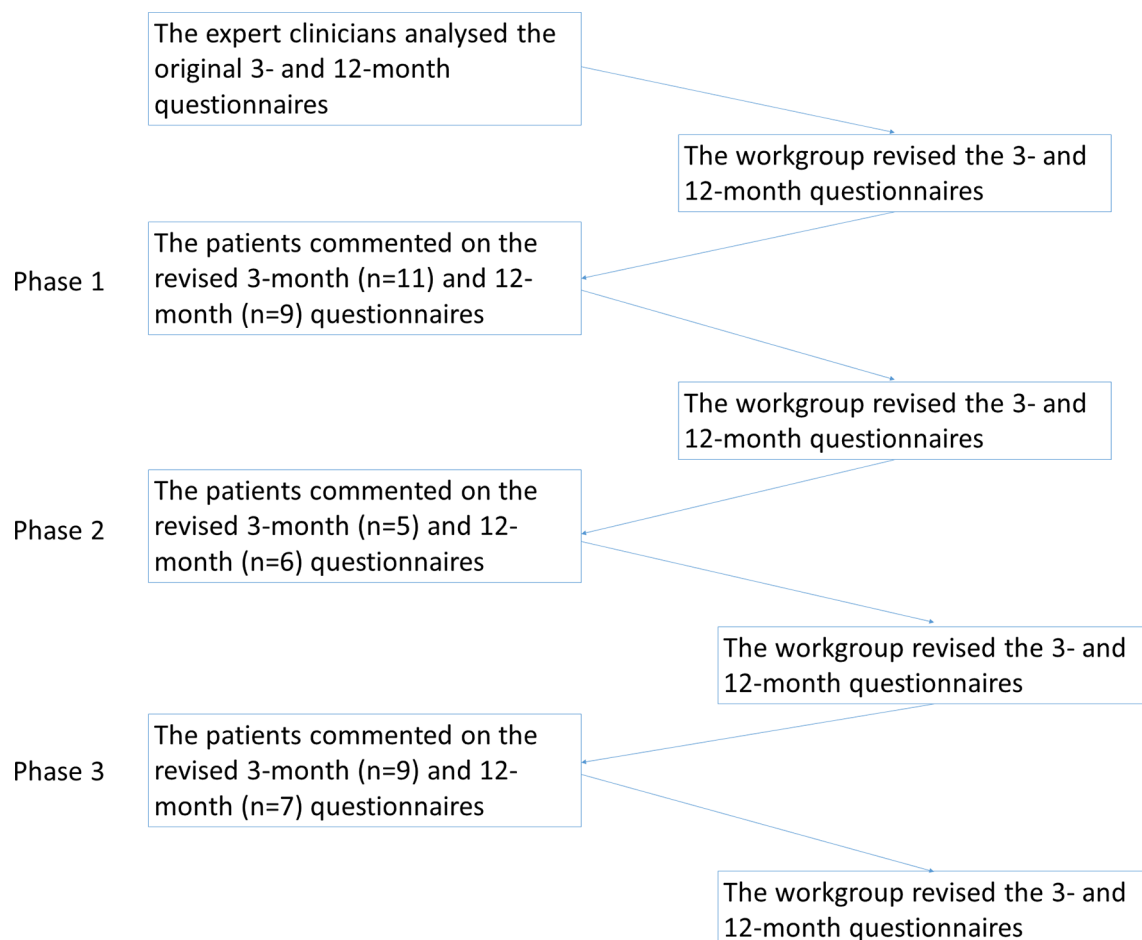 The expert clinicians analysed the
original 3- and 12-month
questionnaires
The workgroup revised the 3- and
12-month questionnaires
Phase 1
The patients commented on the
revised 3-month (n=11) and 12-
month (n=9) questionnaires
The workgroup revised the 3- and
12-month questionnaires
Phase 2
The patients commented on the
revised 3-month (n=5) and 12-
month (n=6) questionnaires
The workgroup revised the 3- and
12-month questionnaires
Phase 3
The patients commented on the
revised 3-month (n=9) and 12-
month (n=7) questionnaires
The workgroup revised the 3- and
12-month questionnaires